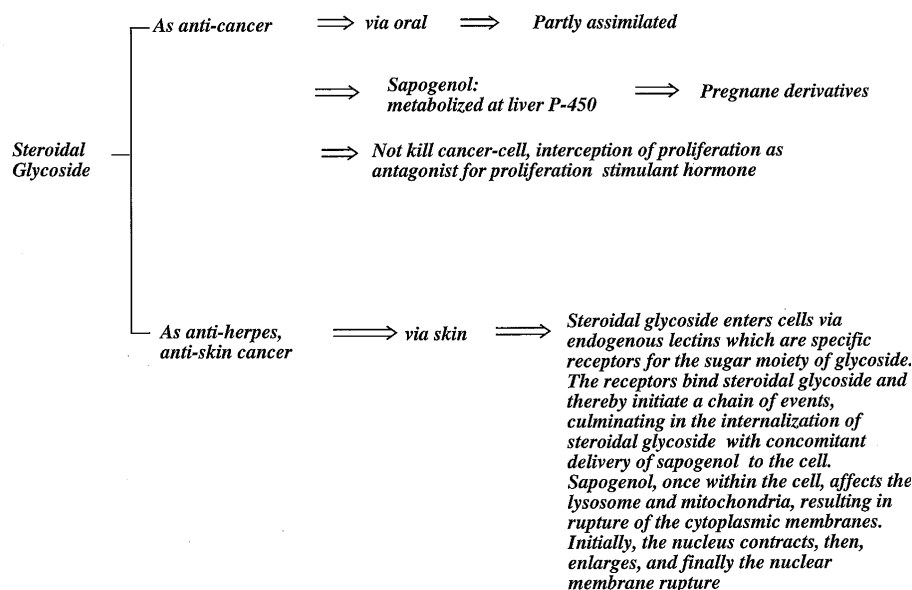 As anti-cancer
via oral
Partly assimilated
Sapogenol:
metabolized at liver P-450
Pregnane derivatives
Steroidal
Glycoside
Not kill cancer-cell, interception of proliferation as
antagonist for proliferation stimulant hormone
As anti-herpes,
anti-skin cancer
via skin
Steroidal glycoside enters cells via
endogenous lectins which are specific
receptors for the sugar moiety of glycoside.
The receptors bind steroidal glycoside and
thereby initiate a chain of events,
culminating in the internalization of
steroidal glycoside with concomitant
delivery of sapogenol to the cell.
Sapogenol, once within the cell, affects the
lysosome and mitochondria, resulting in
rupture of the cytoplasmic membranes.
Initially, the nucleus contracts, then,
enlarges, and finally the nuclear
membrane rupture